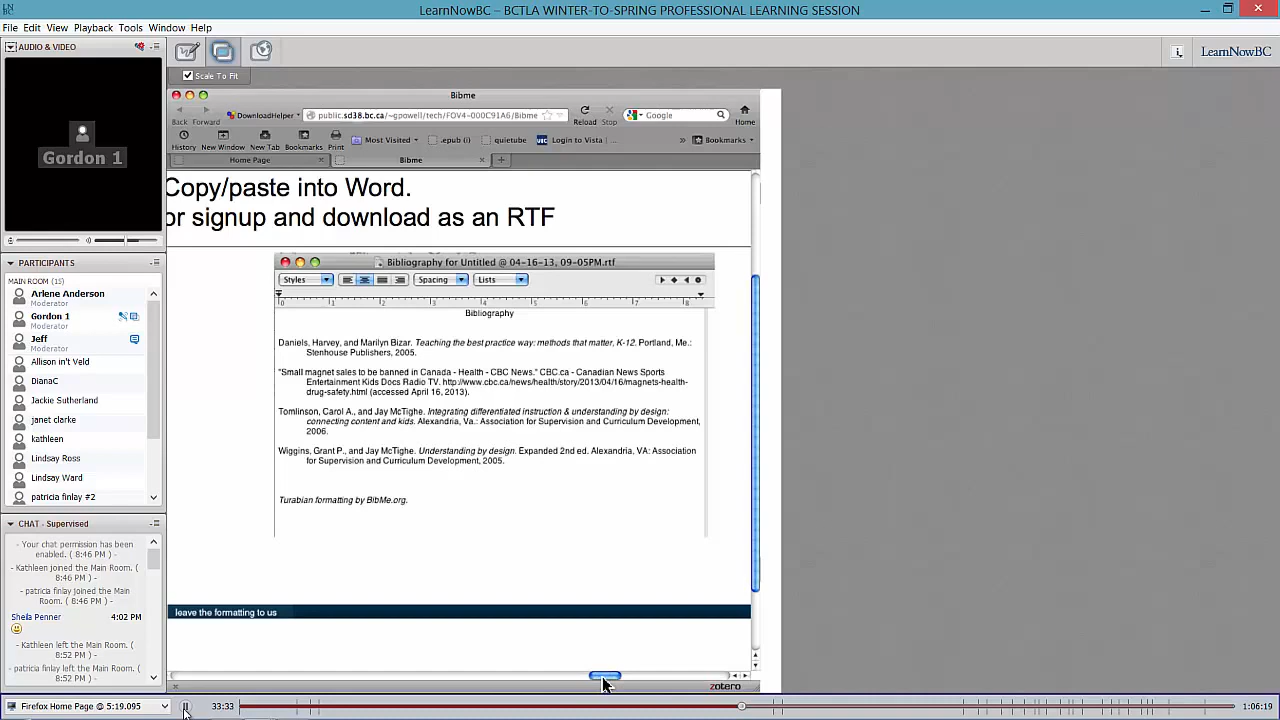 LearnNowBC – BCTLA WINTER-TO-SPRING PROFESSIONAL LEARNING SESSION
File Edit View Playback Tools Window Help
AUDIO & VIDEO
LearnNowBC
Scale To Fit
Gordon 1
Bibme
Back Forward
DownloadHelper
public.sd38.bc.ca/~gpowell/tech/FOV4-000C91A6/Bibme
Reload Stop
Google
Home
History New Window New Tab Bookmarks Print
Most Visited
.epub (i)
quietube
UBC Login to Vista |
» Bookmarks
Home Page
Bibme
Copy/paste into Word.
or signup and download as an RTF
Bibliography for Untitled @ 04-16-13, 09-05PM.rtf
Styles Spacing Lists
0 1 2 3 4 5 6 7 8
Bibliography
Daniels, Harvey, and Marilyn Bizar. Teaching the best practice way: methods that matter, K-12. Portland, Me.:
Stenhouse Publishers, 2005.
"Small magnet sales to be banned in Canada - Health - CBC News." CBC.ca - Canadian News Sports
Entertainment Kids Docs Radio TV. http://www.cbc.ca/news/health/story/2013/04/16/magnets-health-
drug-safety.html (accessed April 16, 2013).
Tomlinson, Carol A., and Jay McTighe. Integrating differentiated instruction & understanding by design:
connecting content and kids. Alexandria, Va.: Association for Supervision and Curriculum Development,
2006.
Wiggins, Grant P., and Jay McTighe. Understanding by design. Expanded 2nd ed. Alexandria, VA: Association
for Supervision and Curriculum Development, 2005.
Turabian formatting by BibMe.org.
leave the formatting to us
zotero
PARTICIPANTS
MAIN ROOM (15)
Arlene Anderson
Moderator
Gordon 1
Moderator
Jeff
Moderator
Allison in't Veld
DianaC
Jackie Sutherland
janet clarke
kathleen
Lindsay Ross
Lindsay Ward
patricia finlay #2
CHAT - Supervised
- Your chat permission has been
enabled. ( 8:46 PM ) -
- Kathleen joined the Main Room. (
8:46 PM ) -
- patricia finlay joined the Main
Room. ( 8:46 PM ) -
Sheila Penner 4:02 PM
- Kathleen left the Main Room. (
8:52 PM ) -
- patricia finlay left the Main Room. (
8:52 PM ) -
Firefox Home Page @ 5:19.095
33:33
1:06:19